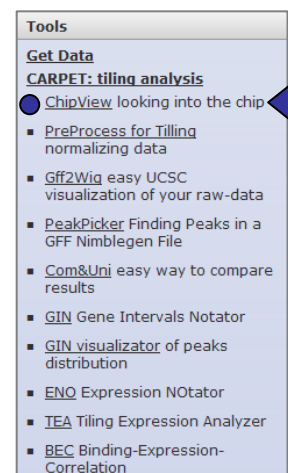 Tools
Get Data
CARPET: tiling analysis
ChipView looking into the chip
PreProcess for Tilling
normalizing data
Gff2Wig easy UCSC
visualization of your raw-data
PeakPicker Finding Peaks in a
GFF Nimblegen File
Com&Uni easy way to compare
results
GIN Gene Intervals Notator
GIN visualizator of peaks
distribution
ENO Expression NOtator
TEA Tiling Expression Analyzer
BEC Binding-Expression-
Correlation